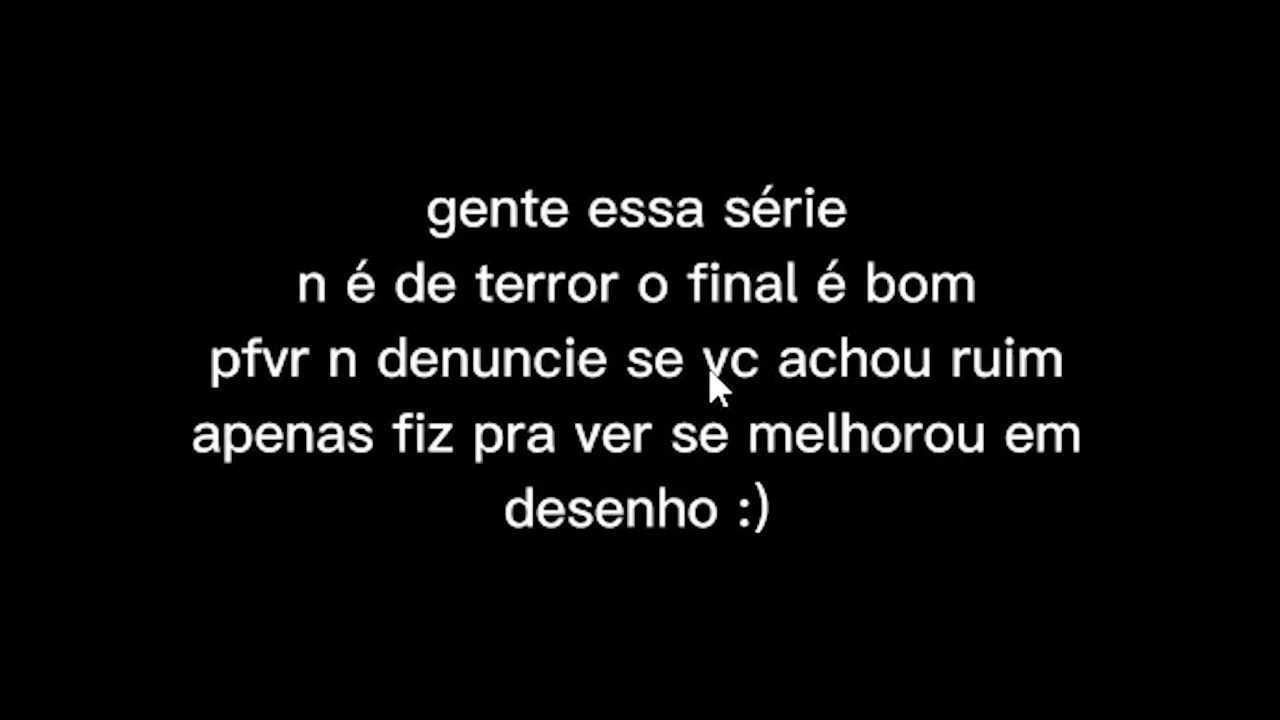 gente essa série
n é de terror o final é bom
pfvr n denuncie se vc achou ruim
apenas fiz pra ver se melhorou em
desenho :)